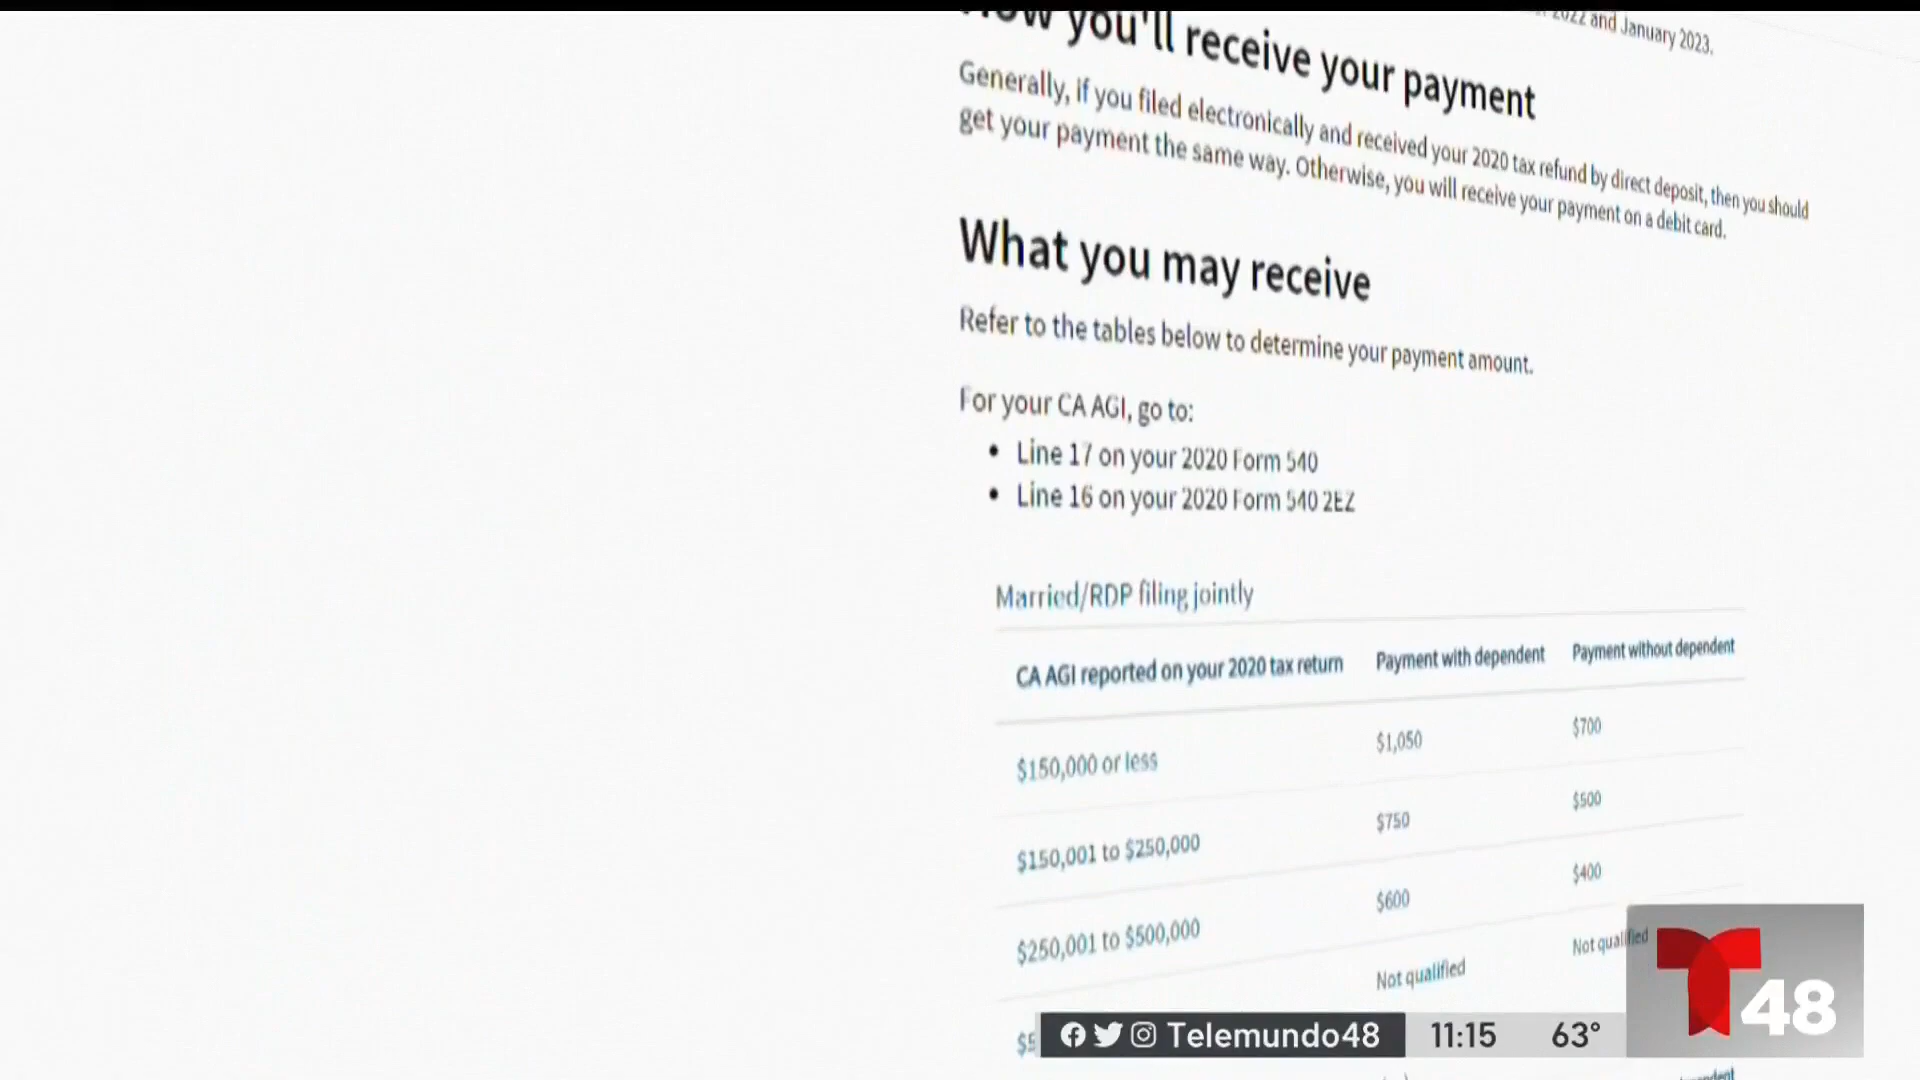 2022 and January 2023.
How you'll receive your payment
Generally, if you filed electronically and received your 2020 tax refund by direct deposit, then you should
get your payment the same way. Otherwise, you will receive your payment on a debit card.
What you may receive
Refer to the tables below to determine your payment amount.
For your CA AGI, go to:
• Line 17 on your 2020 Form 540
• Line 16 on your 2020 Form 540 2EZ
Married/RDP filing jointly
CA AGI reported on your 2020 tax return Payment with dependent Payment without dependent
$150,000 or less $1,050 $700
$150,001 to $250,000 $750 $500
$250,001 to $500,000 $600 $400
Not qualified Not qualified
Telemundo48 11:15 63° 48